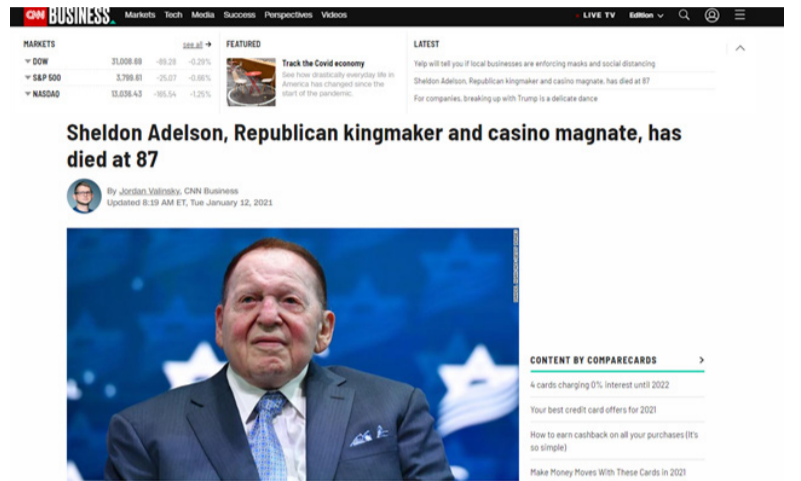 CNN BUSINESS Markets Tech Media Success Perspectives Videos LIVE TV Edition
MARKETS see all →
DOW 31,008.69 -89.28 -0.29%
S&P 500 3,799.61 -25.07 -0.66%
NASDAQ 13,036.43 -165.54 -1.25%
FEATURED
Track the Covid economy
See how drastically everyday life in
America has changed since the
start of the pandemic.
LATEST
Yelp will tell you if local businesses are enforcing masks and social distancing
Sheldon Adelson, Republican kingmaker and casino magnate, has died at 87
For companies, breaking up with Trump is a delicate dance
Sheldon Adelson, Republican kingmaker and casino magnate, has
died at 87
By Jordan Valinsky, CNN Business
Updated 8:19 AM ET, Tue January 12, 2021
CONTENT BY COMPARECARDS
4 cards charging 0% interest until 2022
Your best credit card offers for 2021
How to earn cashback on all your purchases (it's
so simple)
Make Money Moves With These Cards In 2021